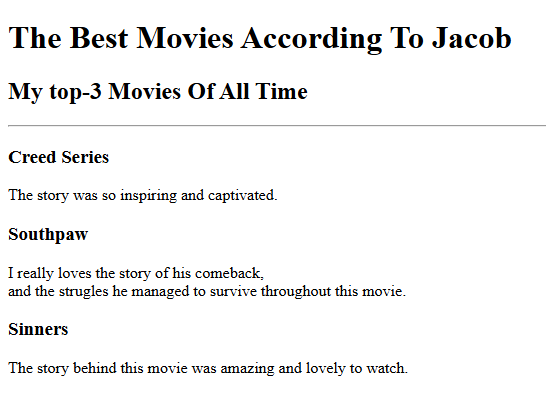 The Best Movies According To Jacob
My top-3 Movies Of All Time
Creed Series
The story was so inspiring and captivated.
Southpaw
I really loves the story of his comeback,
and the strugles he managed to survive throughout this movie.
Sinners
The story behind this movie was amazing and lovely to watch.